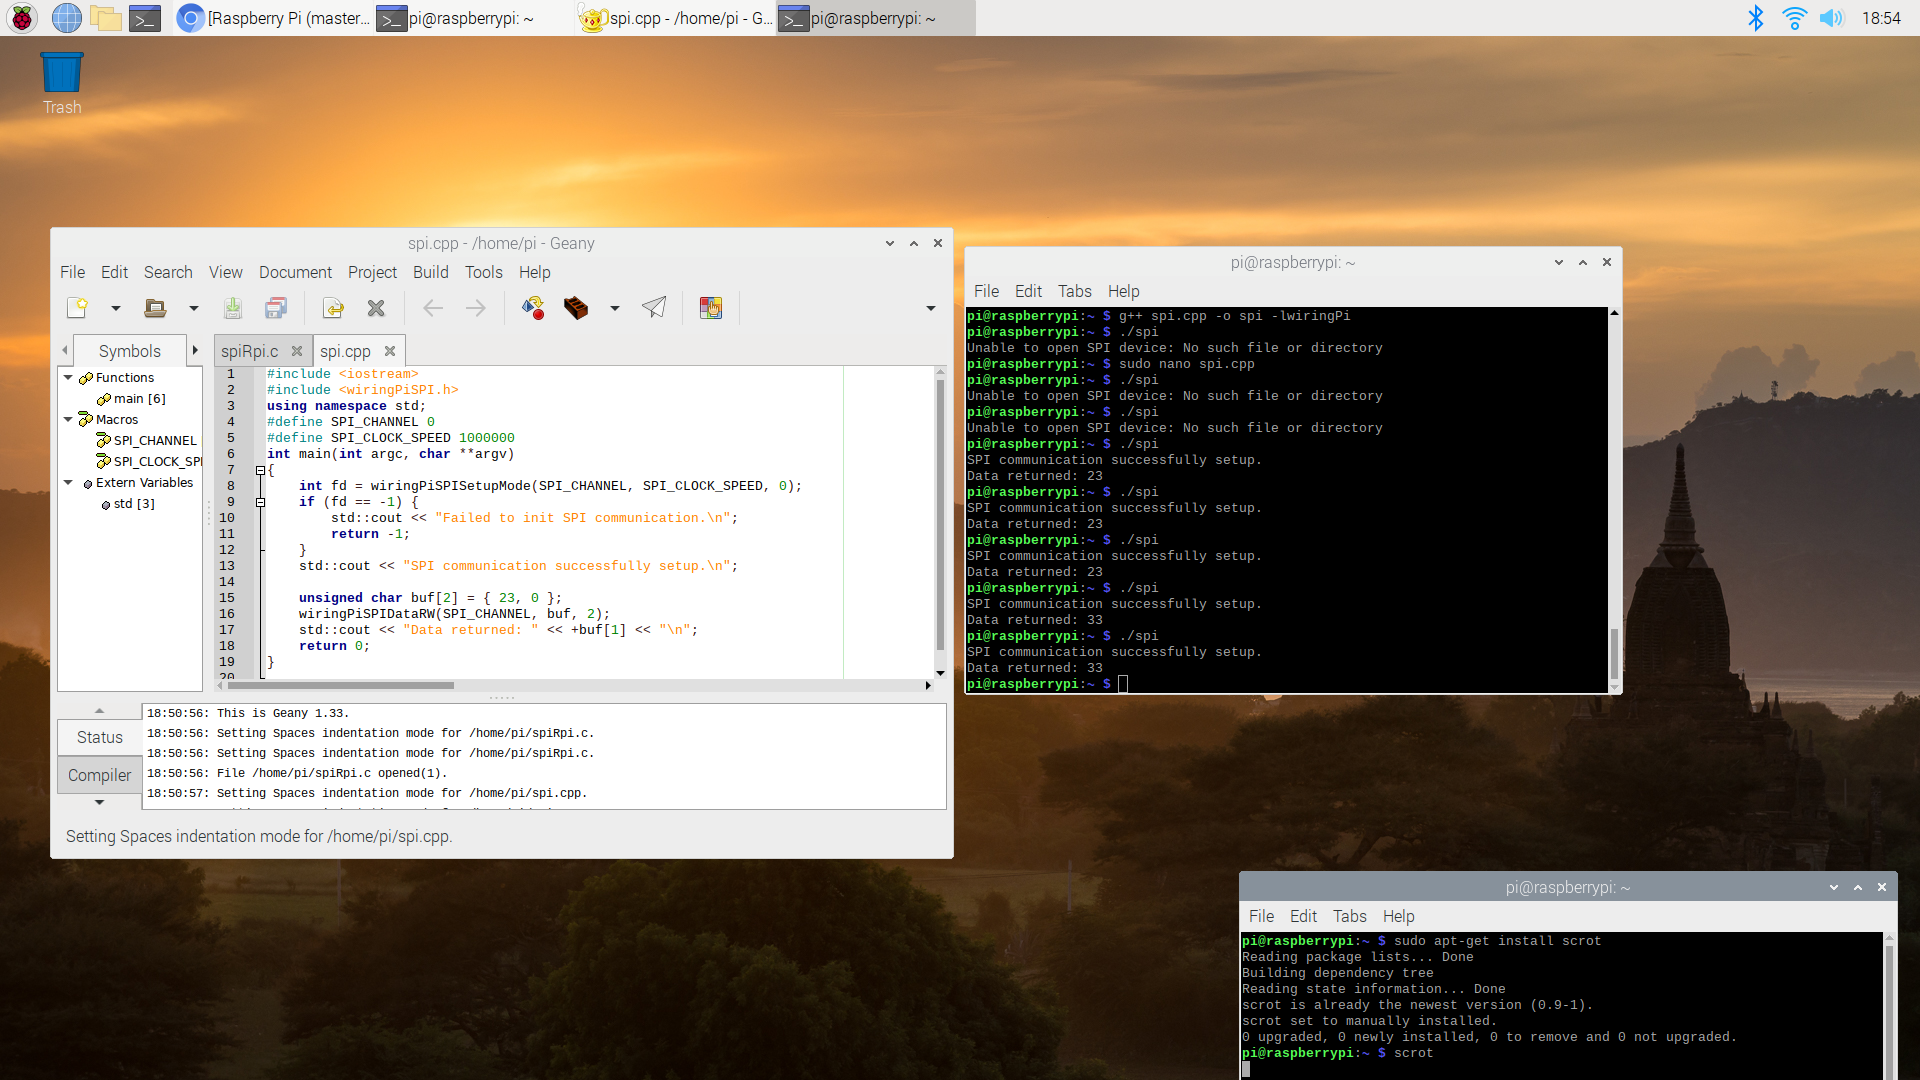 [Raspberry Pi (master...
pi@raspberrypi: ~
spi.cpp - /home/pi - G...
pi@raspberrypi: ~
18:54
Trash
spi.cpp - /home/pi - Geany
File Edit Search View Document Project Build Tools Help
Symbols
spiRpi.c
spi.cpp
Functions
main [6]
Macros
SPI_CHANNEL
SPI_CLOCK_SPI
Extern Variables
std [3]
1 #include <iostream>
2 #include <wiringPiSPI.h>
3 using namespace std;
4 #define SPI_CHANNEL 0
5 #define SPI_CLOCK_SPEED 1000000
6 int main(int argc, char **argv)
7 {
8 int fd = wiringPiSPISetupMode(SPI_CHANNEL, SPI_CLOCK_SPEED, 0);
9 if (fd == -1) {
10 std::cout << "Failed to init SPI communication.\n";
11 return -1;
12 }
13 std::cout << "SPI communication successfully setup.\n";
14
15 unsigned char buf[2] = { 23, 0 };
16 wiringPiSPIDataRW(SPI_CHANNEL, buf, 2);
17 std::cout << "Data returned: " << +buf[1] << "\n";
18 return 0;
19 }
20
Status
Compiler
18:50:56: This is Geany 1.33.
18:50:56: Setting Spaces indentation mode for /home/pi/spiRpi.c.
18:50:56: Setting Spaces indentation mode for /home/pi/spiRpi.c.
18:50:56: File /home/pi/spiRpi.c opened(1).
18:50:57: Setting Spaces indentation mode for /home/pi/spi.cpp.
Setting Spaces indentation mode for /home/pi/spi.cpp.
pi@raspberrypi: ~
File Edit Tabs Help
pi@raspberrypi:~ $ g++ spi.cpp -o spi -lwiringPi
pi@raspberrypi:~ $ ./spi
Unable to open SPI device: No such file or directory
pi@raspberrypi:~ $ sudo nano spi.cpp
pi@raspberrypi:~ $ ./spi
Unable to open SPI device: No such file or directory
pi@raspberrypi:~ $ ./spi
Unable to open SPI device: No such file or directory
pi@raspberrypi:~ $ ./spi
SPI communication successfully setup.
Data returned: 23
pi@raspberrypi:~ $ ./spi
SPI communication successfully setup.
Data returned: 23
pi@raspberrypi:~ $ ./spi
SPI communication successfully setup.
Data returned: 23
pi@raspberrypi:~ $ ./spi
SPI communication successfully setup.
Data returned: 33
pi@raspberrypi:~ $ ./spi
SPI communication successfully setup.
Data returned: 33
pi@raspberrypi:~ $
pi@raspberrypi: ~
File Edit Tabs Help
pi@raspberrypi:~ $ sudo apt-get install scrot
Reading package lists... Done
Building dependency tree
Reading state information... Done
scrot is already the newest version (0.9-1).
scrot set to manually installed.
0 upgraded, 0 newly installed, 0 to remove and 0 not upgraded.
pi@raspberrypi:~ $ scrot